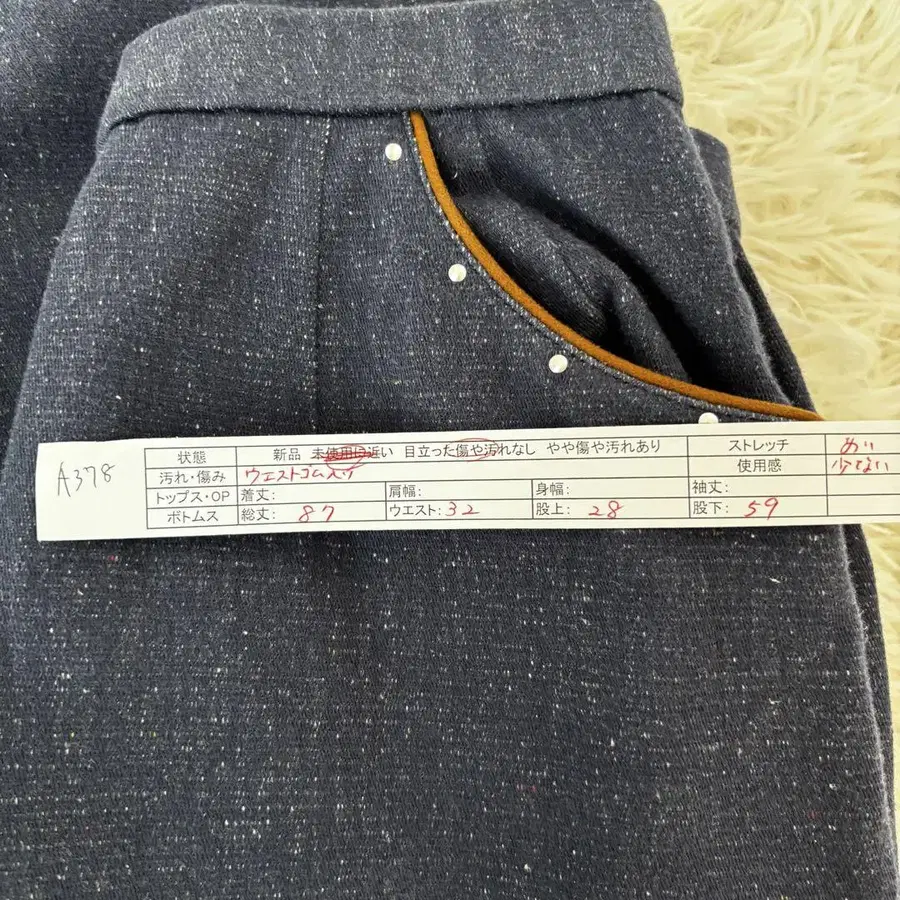 A378
状態 新品 未使用に近い 目立った傷や汚れなし やや傷や汚れあり ストレッチ あり
汚れ・傷み ウエストゴム 使用感 少てない
トップス・OP 着丈: 肩幅: 身幅: 袖丈:
ボトムス 総丈: 87 ウエスト: 32 股上: 28 股下: 59